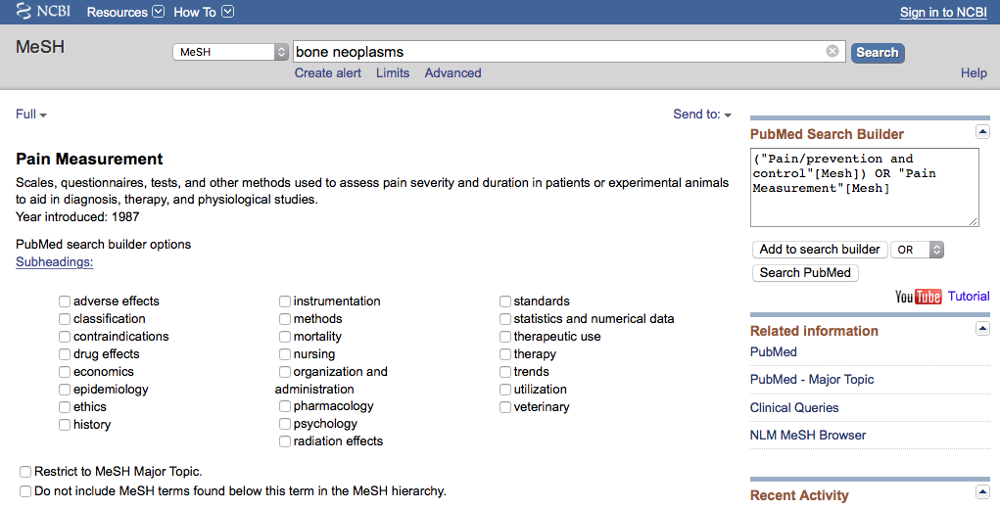 NCBI Resources How To Sign in to NCBI
MeSH MeSH bone neoplasms Search
Create alert Limits Advanced Help
Full Send to:
Pain Measurement
Scales, questionnaires, tests, and other methods used to assess pain severity and duration in patients or experimental animals
to aid in diagnosis, therapy, and physiological studies.
Year introduced: 1987
PubMed search builder options
Subheadings:
adverse effects
classification
contraindications
drug effects
economics
epidemiology
ethics
history
instrumentation
methods
mortality
nursing
organization and
administration
pharmacology
psychology
radiation effects
standards
statistics and numerical data
therapeutic use
therapy
trends
utilization
veterinary
Restrict to MeSH Major Topic.
Do not include MeSH terms found below this term in the MeSH hierarchy.
PubMed Search Builder
("Pain/prevention and
control"[Mesh]) OR "Pain
Measurement"[Mesh]
Add to search builder OR
Search PubMed
YouTube Tutorial
Related information
PubMed
PubMed - Major Topic
Clinical Queries
NLM MeSH Browser
Recent Activity